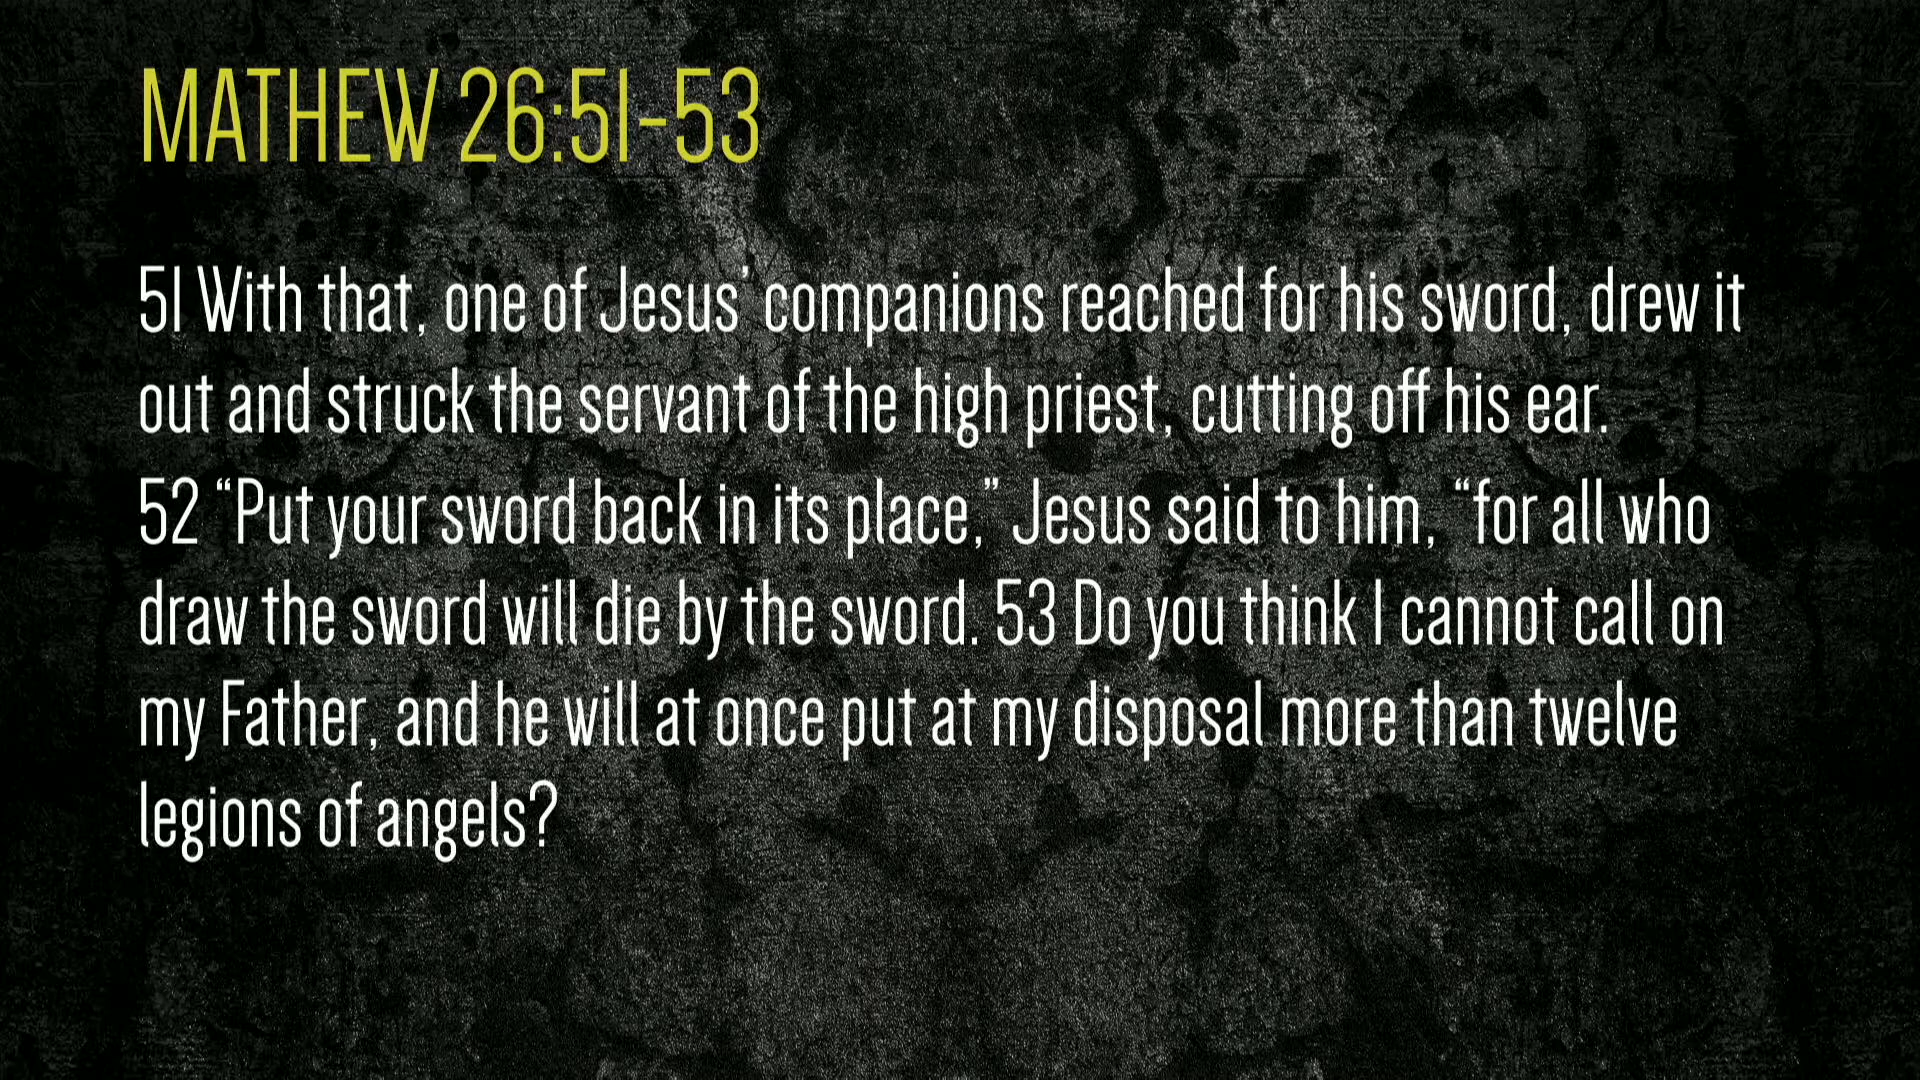 MATHEW 26:51-53
51 With that, one of Jesus’ companions reached for his sword, drew it
out and struck the servant of the high priest, cutting off his ear.
52 “Put your sword back in its place,” Jesus said to him, “for all who
draw the sword will die by the sword. 53 Do you think I cannot call on
my Father, and he will at once put at my disposal more than twelve
legions of angels?